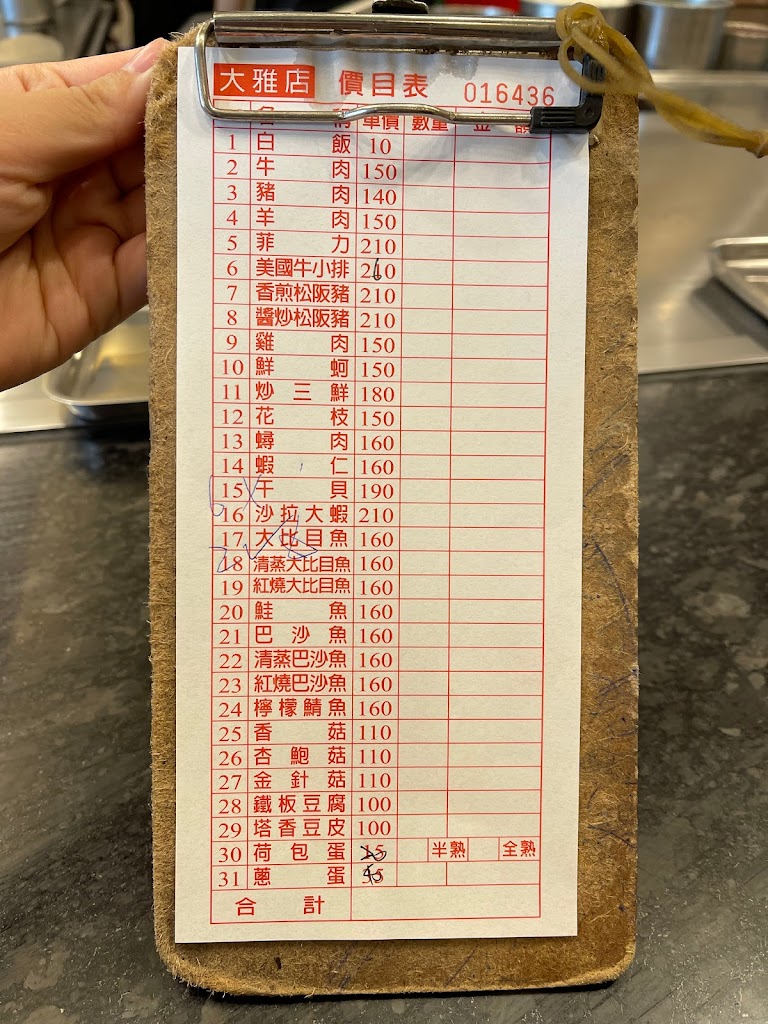 大雅店 價目表 016436
名 稱 單價 數量 金 額
1 白飯 10
2 牛肉 150
3 豬肉 140
4 羊肉 150
5 菲力 210
6 美國牛小排 260
7 香煎松阪豬 210
8 醬炒松阪豬 210
9 雞肉 150
10 鮮蚵 150
11 炒三鮮 180
12 花枝 150
13 蟳肉 160
14 蝦仁 160
15 干貝 190
16 沙拉大蝦 210
17 大比目魚 160
18 清蒸大比目魚 160
19 紅燒大比目魚 160
20 鮭魚 160
21 巴沙魚 160
22 清蒸巴沙魚 160
23 紅燒巴沙魚 160
24 檸檬鯖魚 160
25 香菇 110
26 杏鮑菇 110
27 金針菇 110
28 鐵板豆腐 100
29 塔香豆皮 100
30 荷包蛋 半熟 全熟
31 蔥蛋
合計